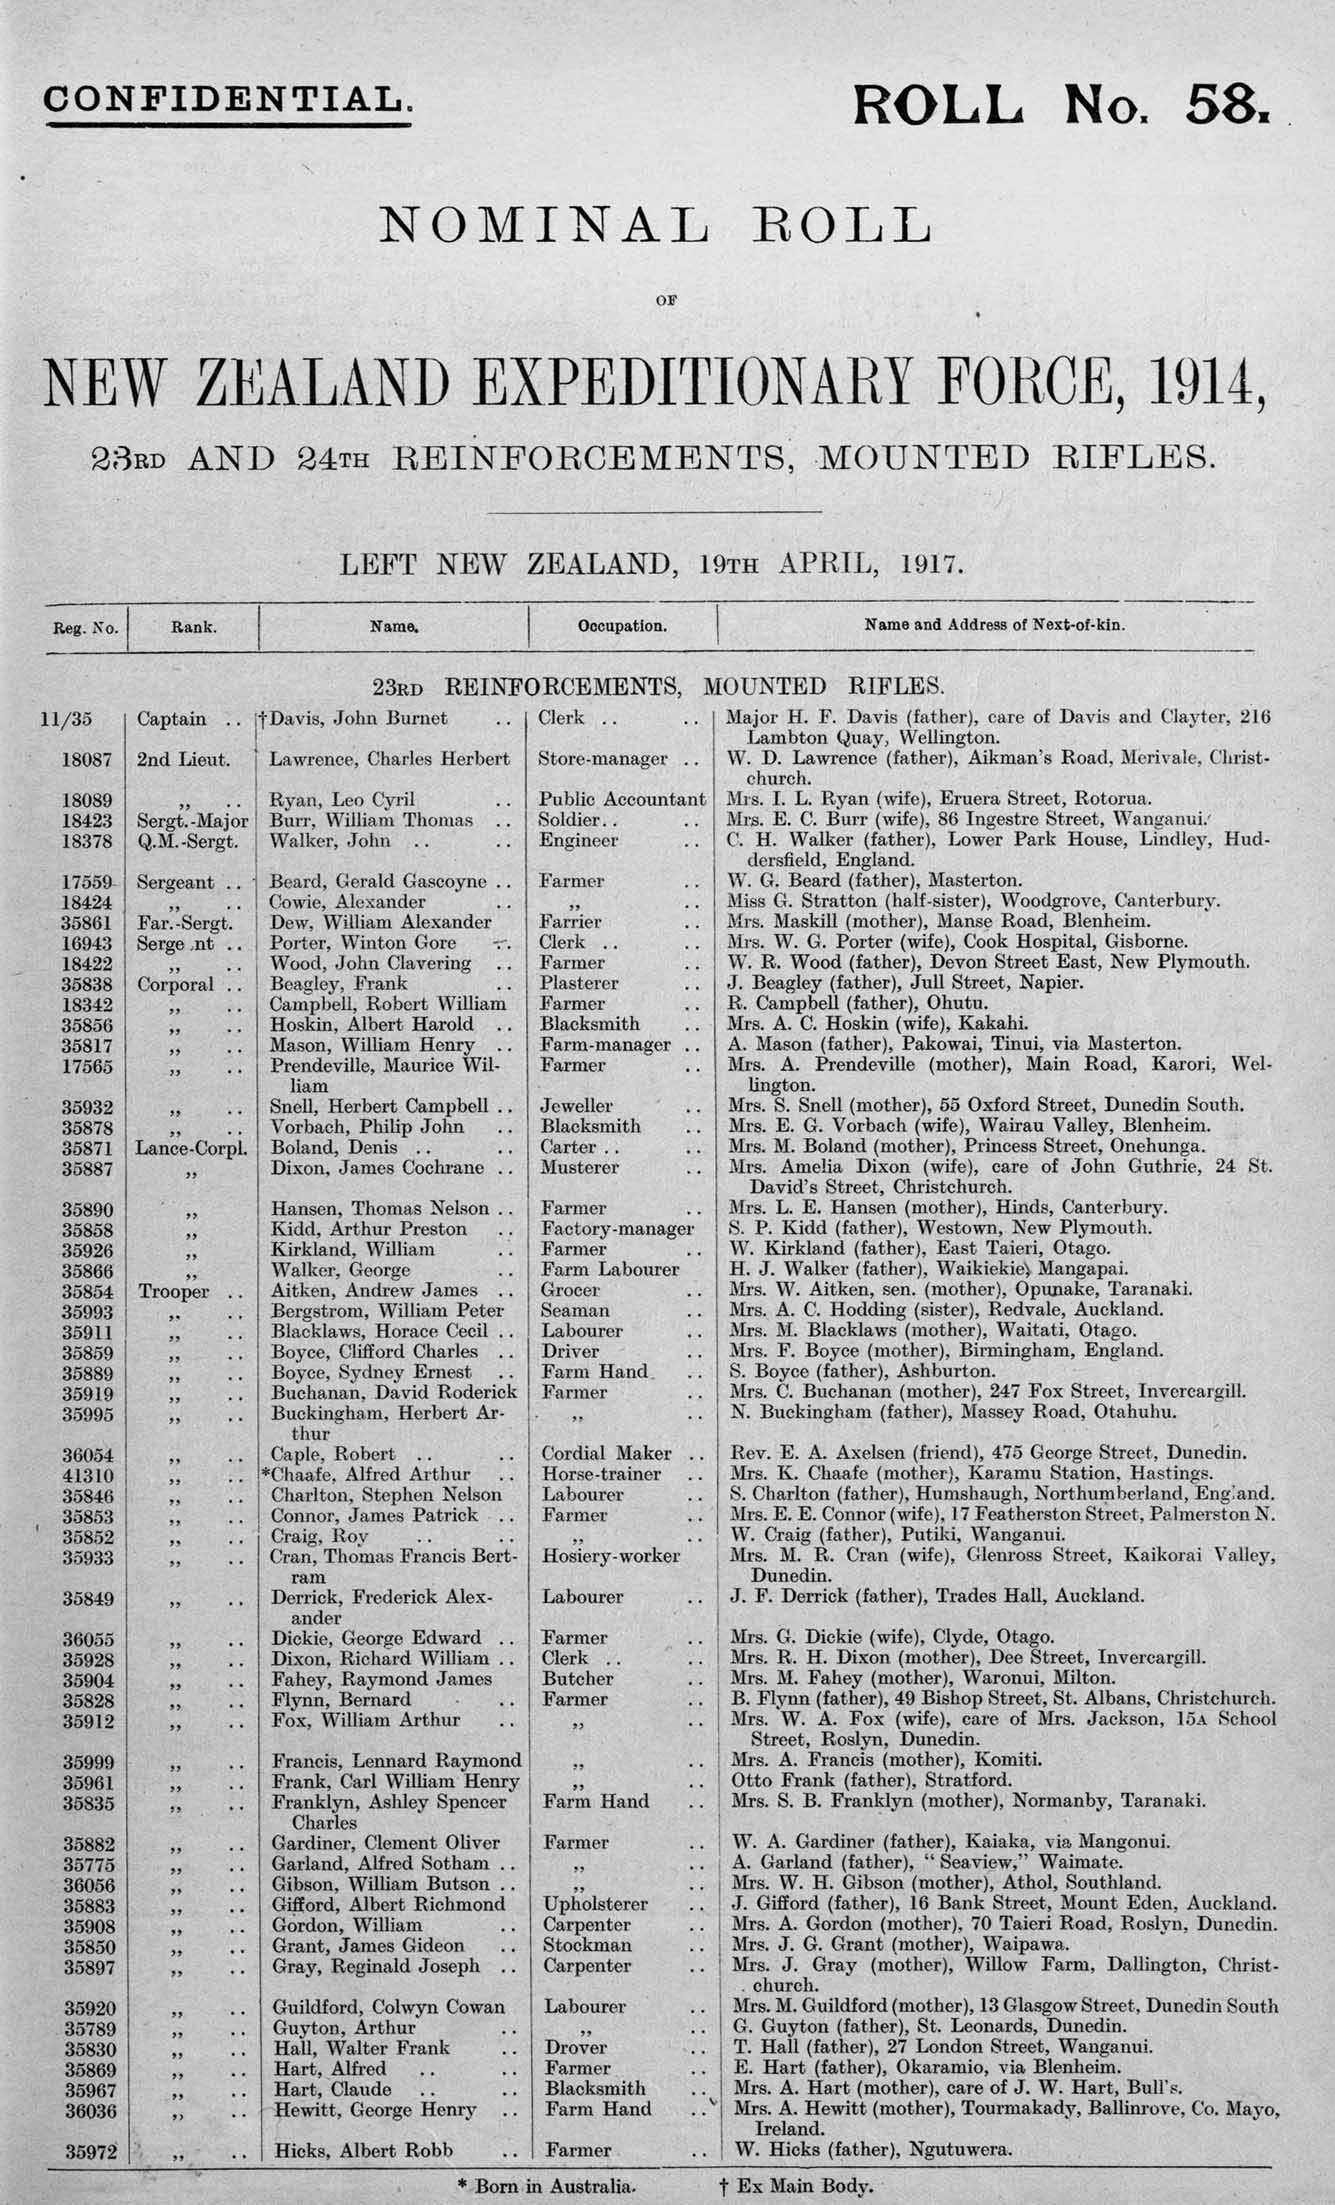 CONFIDENTIAL.
ROLL No. 58.
NOMINAL ROLL
OF
NEW ZEALAND EXPEDITIONARY FORCE, 1914,
23RD AND 24TH REINFORCEMENTS, MOUNTED RIFLES.
LEFT NEW ZEALAND, 19TH APRIL, 1917.
Reg. No. Rank. Name. Occupation. Name and Address of Next-of-kin.
23RD REINFORCEMENTS, MOUNTED RIFLES.
11/35 Captain .. †Davis, John Burnet .. Clerk .. .. Major H. F. Davis (father), care of Davis and Clayter, 216
Lambton Quay, Wellington.
18087 2nd Lieut. Lawrence, Charles Herbert Store-manager .. W. D. Lawrence (father), Aikman's Road, Merivale, Christ-
church.
18089 ,, .. Ryan, Leo Cyril .. Public Accountant Mrs. I. L. Ryan (wife), Eruera Street, Rotorua.
18423 Sergt.-Major Burr, William Thomas .. Soldier.. .. Mrs. E. C. Burr (wife), 86 Ingestre Street, Wanganui.
18378 Q.M.-Sergt. Walker, John .. .. Engineer .. C. H. Walker (father), Lower Park House, Lindley, Hud-
dersfield, England.
17559 Sergeant .. Beard, Gerald Gascoyne .. Farmer .. W. G. Beard (father), Masterton.
18424 ,, .. Cowie, Alexander .. ,, .. Miss G. Stratton (half-sister), Woodgrove, Canterbury.
35861 Far.-Sergt. Dew, William Alexander Farrier .. Mrs. Maskill (mother), Manse Road, Blenheim.
16943 Serge nt .. Porter, Winton Gore .. Clerk .. .. Mrs. W. G. Porter (wife), Cook Hospital, Gisborne.
18422 ,, .. Wood, John Clavering .. Farmer .. W. R. Wood (father), Devon Street East, New Plymouth.
35838 Corporal .. Beagley, Frank .. Plasterer .. J. Beagley (father), Jull Street, Napier.
18342 ,, .. Campbell, Robert William Farmer .. R. Campbell (father), Ohutu.
35856 ,, .. Hoskin, Albert Harold .. Blacksmith .. Mrs. A. C. Hoskin (wife), Kakahi.
35817 ,, .. Mason, William Henry .. Farm-manager .. A. Mason (father), Pakowai, Tinui, via Masterton.
17565 ,, .. Prendeville, Maurice Wil- Farmer .. Mrs. A. Prendeville (mother), Main Road, Karori, Wel-
liam lington.
35932 ,, .. Snell, Herbert Campbell .. Jeweller .. Mrs. S. Snell (mother), 55 Oxford Street, Dunedin South.
35878 ,, .. Vorbach, Philip John .. Blacksmith .. Mrs. E. G. Vorbach (wife), Wairau Valley, Blenheim.
35871 Lance-Corpl. Boland, Denis .. .. Carter .. .. Mrs. M. Boland (mother), Princess Street, Onehunga.
35887 ,, Dixon, James Cochrane .. Musterer .. Mrs. Amelia Dixon (wife), care of John Guthrie, 24 St.
David's Street, Christchurch.
35890 ,, Hansen, Thomas Nelson .. Farmer .. Mrs. L. E. Hansen (mother), Hinds, Canterbury.
35858 ,, Kidd, Arthur Preston .. Factory-manager S. P. Kidd (father), Westown, New Plymouth.
35926 ,, Kirkland, William .. Farmer .. W. Kirkland (father), East Taieri, Otago.
35866 ,, Walker, George .. Farm Labourer H. J. Walker (father), Waikiekie, Mangapai.
35854 Trooper .. Aitken, Andrew James .. Grocer .. Mrs. W. Aitken, sen. (mother), Opunake, Taranaki.
35993 ,, .. Bergstrom, William Peter Seaman .. Mrs. A. C. Hodding (sister), Redvale, Auckland.
35911 ,, .. Blacklaws, Horace Cecil .. Labourer .. Mrs. M. Blacklaws (mother), Waitati, Otago.
35859 ,, .. Boyce, Clifford Charles .. Driver .. Mrs. F. Boyce (mother), Birmingham, England.
35889 ,, .. Boyce, Sydney Ernest .. Farm Hand .. S. Boyce (father), Ashburton.
35919 ,, .. Buchanan, David Roderick Farmer .. Mrs. C. Buchanan (mother), 247 Fox Street, Invercargill.
35995 ,, .. Buckingham, Herbert Ar- ,, .. N. Buckingham (father), Massey Road, Otahuhu.
thur
36054 ,, .. Caple, Robert .. .. Cordial Maker .. Rev. E. A. Axelsen (friend), 475 George Street, Dunedin.
41310 ,, .. *Chaafe, Alfred Arthur .. Horse-trainer .. Mrs. K. Chaafe (mother), Karamu Station, Hastings.
35846 ,, .. Charlton, Stephen Nelson Labourer .. S. Charlton (father), Humshaugh, Northumberland, England.
35853 ,, .. Connor, James Patrick .. Farmer .. Mrs. E. E. Connor (wife), 17 Featherston Street, Palmerston N.
35852 ,, .. Craig, Roy .. .. ,, .. W. Craig (father), Putiki, Wanganui.
35933 ,, .. Cran, Thomas Francis Bert- Hosiery-worker Mrs. M. R. Cran (wife), Glenross Street, Kaikorai Valley,
ram Dunedin.
35849 ,, .. Derrick, Frederick Alex- Labourer .. J. F. Derrick (father), Trades Hall, Auckland.
ander
36055 ,, .. Dickie, George Edward .. Farmer .. Mrs. G. Dickie (wife), Clyde, Otago.
35928 ,, .. Dixon, Richard William .. Clerk .. .. Mrs. R. H. Dixon (mother), Dee Street, Invercargill.
35904 ,, .. Fahey, Raymond James Butcher .. Mrs. M. Fahey (mother), Waronui, Milton.
35828 ,, .. Flynn, Bernard .. Farmer .. B. Flynn (father), 49 Bishop Street, St. Albans, Christchurch.
35912 ,, .. Fox, William Arthur .. ,, .. Mrs. W. A. Fox (wife), care of Mrs. Jackson, 15A School
Street, Roslyn, Dunedin.
35999 ,, .. Francis, Lennard Raymond ,, .. Mrs. A. Francis (mother), Komiti.
35961 ,, .. Frank, Carl William Henry ,, .. Otto Frank (father), Stratford.
35835 ,, .. Franklyn, Ashley Spencer Farm Hand .. Mrs. S. B. Franklyn (mother), Normanby, Taranaki.
Charles
35882 ,, .. Gardiner, Clement Oliver Farmer .. W. A. Gardiner (father), Kaiaka, via Mangonui.
35775 ,, .. Garland, Alfred Sotham .. ,, .. A. Garland (father), "Seaview," Waimate.
36056 ,, .. Gibson, William Butson .. ,, .. Mrs. W. H. Gibson (mother), Athol, Southland.
35883 ,, .. Gifford, Albert Richmond Upholsterer .. J. Gifford (father), 16 Bank Street, Mount Eden, Auckland.
35908 ,, .. Gordon, William .. Carpenter .. Mrs. A. Gordon (mother), 70 Taieri Road, Roslyn, Dunedin.
35850 ,, .. Grant, James Gideon .. Stockman .. Mrs. J. G. Grant (mother), Waipawa.
35897 ,, .. Gray, Reginald Joseph .. Carpenter .. Mrs. J. Gray (mother), Willow Farm, Dallington, Christ-
church.
35920 ,, .. Guildford, Colwyn Cowan Labourer .. Mrs. M. Guildford (mother), 13 Glasgow Street, Dunedin South
35789 ,, .. Guyton, Arthur .. ,, .. G. Guyton (father), St. Leonards, Dunedin.
35830 ,, .. Hall, Walter Frank .. Drover .. T. Hall (father), 27 London Street, Wanganui.
35869 ,, .. Hart, Alfred .. .. Farmer .. E. Hart (father), Okaramio, via Blenheim.
35967 ,, .. Hart, Claude .. .. Blacksmith .. Mrs. A. Hart (mother), care of J. W. Hart, Bull's.
36036 ,, .. Hewitt, George Henry .. Farm Hand .. Mrs. A. Hewitt (mother), Tourmakady, Ballinrove, Co. Mayo,
Ireland.
35972 ,, .. Hicks, Albert Robb .. Farmer .. W. Hicks (father), Ngutuwera.
* Born in Australia. † Ex Main Body.